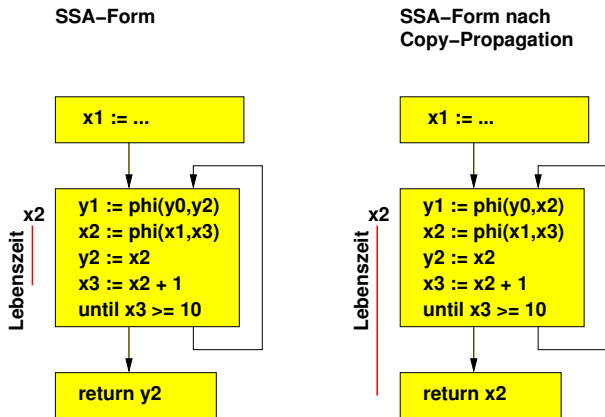 SSA–Form
x1 := ...
x2
Lebenszeit
y1 := phi(y0,y2)
x2 := phi(x1,x3)
y2 := x2
x3 := x2 + 1
until x3 >= 10
return y2
SSA–Form nach
Copy–Propagation
x1 := ...
x2
Lebenszeit
y1 := phi(y0,x2)
x2 := phi(x1,x3)
y2 := x2
x3 := x2 + 1
until x3 >= 10
return x2